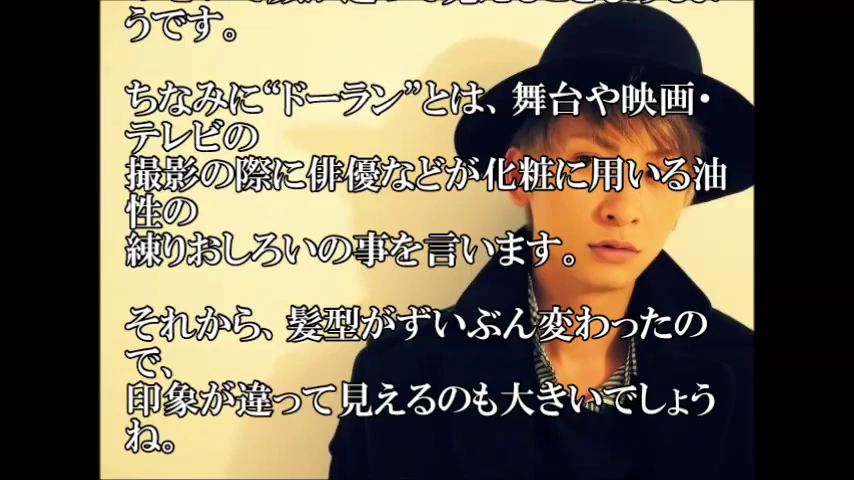 うです。
ちなみに“ドーラン”とは、舞台や映画・
テレビの
撮影の際に俳優などが化粧に用いる油
性の
練りおしろいの事を言います。
それから、髪型がずいぶん変わったの
で、
印象が違って見えるのも大きいでしょう
ね。